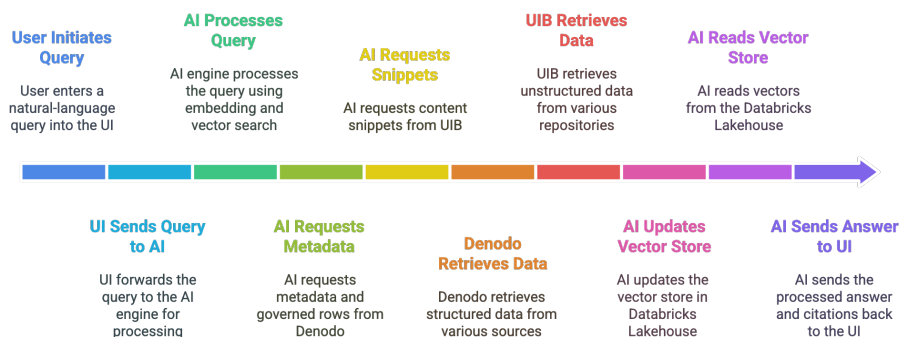 User Initiates
Query
User enters a
natural-language
query into the UI
UI Sends Query
to AI
UI forwards the
query to the AI
engine for
processing
AI Processes
Query
AI engine processes
the query using
embedding and
vector search
AI Requests
Metadata
AI requests
metadata and
governed rows from
Denodo
AI Requests
Snippets
AI requests content
snippets from UIB
Denodo
Retrieves Data
Denodo retrieves
structured data from
various sources
UIB Retrieves
Data
UIB retrieves
unstructured data
from various
repositories
AI Updates
Vector Store
AI updates the
vector store in
Databricks
Lakehouse
AI Reads Vector
Store
AI reads vectors
from the Databricks
Lakehouse
AI Sends Answer
to UI
AI sends the
processed answer
and citations back
to the UI